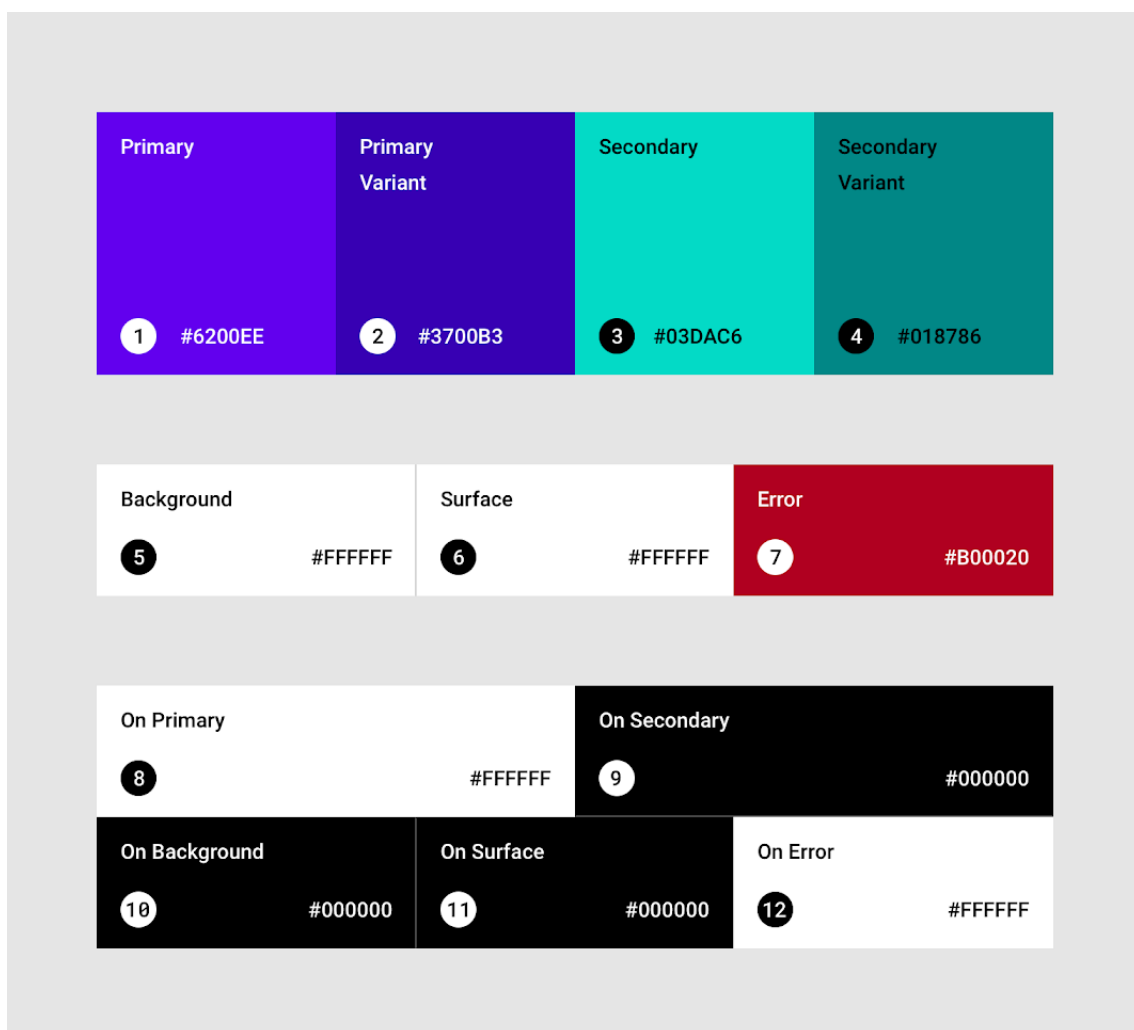 Primary
1 #6200EE
Primary
Variant
2 #3700B3
Secondary
3 #03DAC6
Secondary
Variant
4 #018786
Background
5 #FFFFFF
Surface
6 #FFFFFF
Error
7 #B00020
On Primary
8 #FFFFFF
On Secondary
9 #000000
On Background
10 #000000
On Surface
11 #000000
On Error
12 #FFFFFF